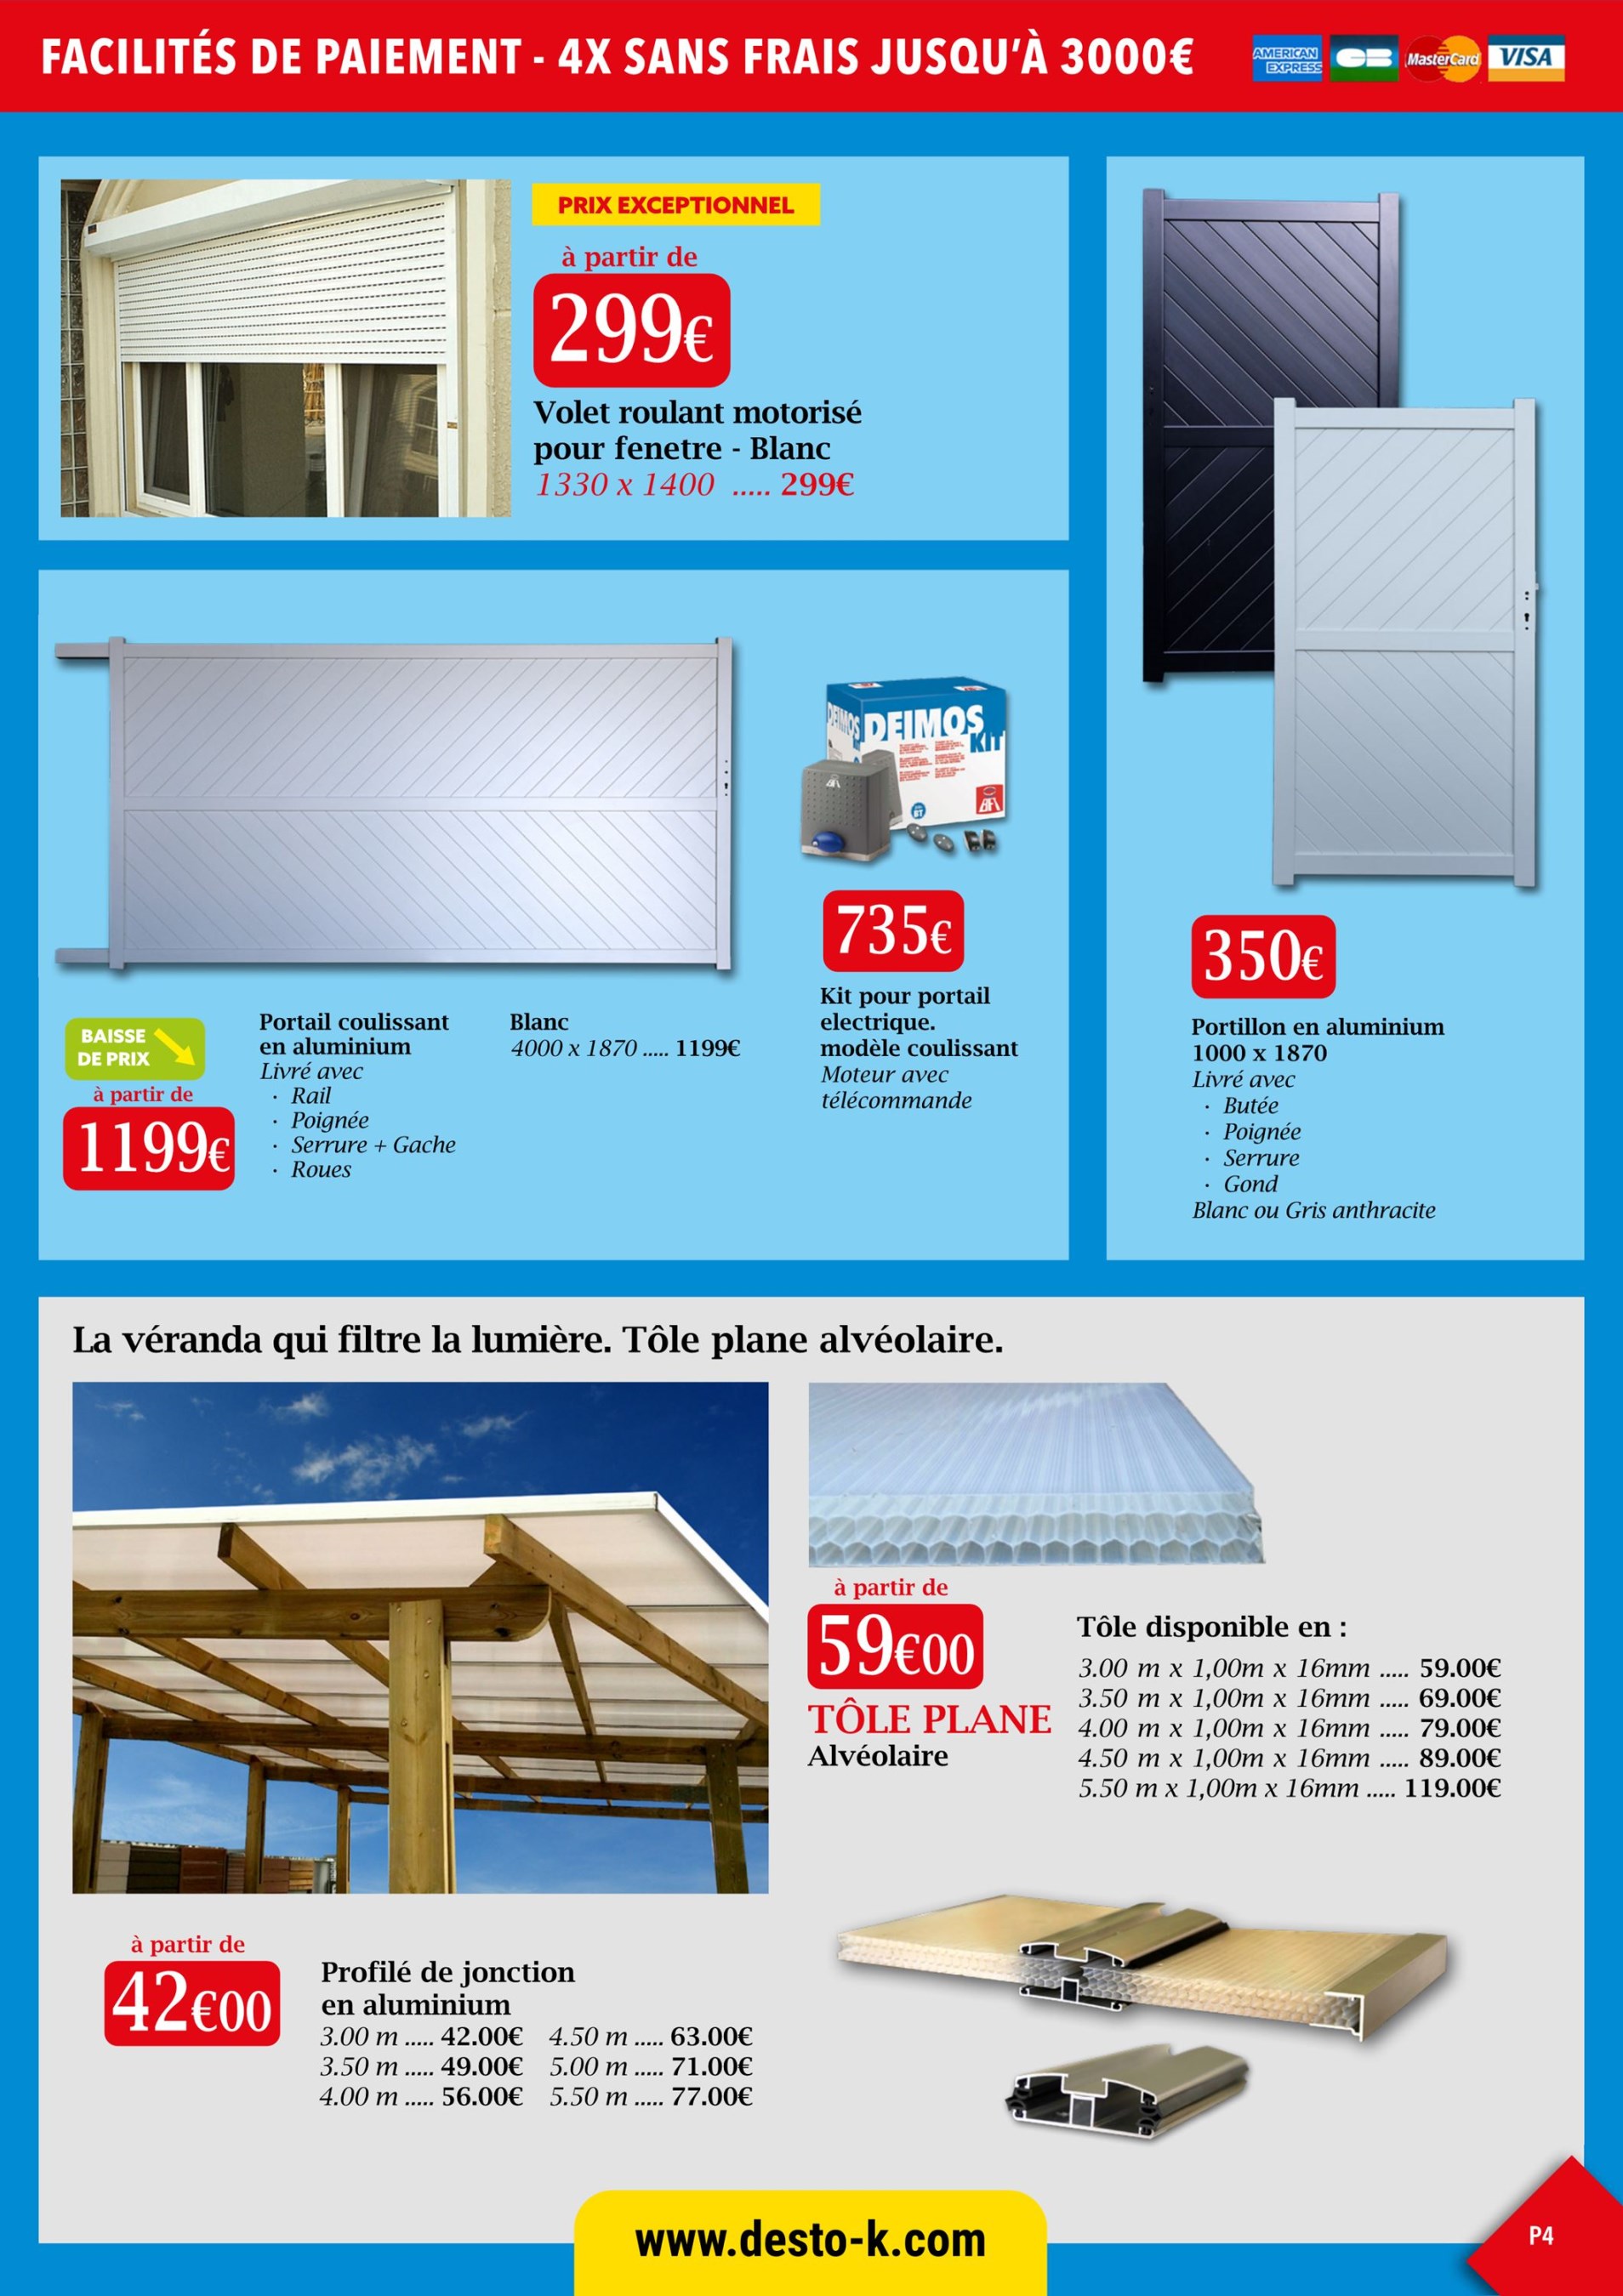 FACILITÉS DE PAIEMENT - 4X SANS FRAIS JUSQU'À 3000€
AMERICAN EXPRESS
CB
MasterCard
VISA
PRIX EXCEPTIONNEL
à partir de
299€
Volet roulant motorisé
pour fenetre - Blanc
1330 x 1400 ..... 299€
DEIMOS
DEIMOS
KIT
BT
BFT
BAISSE
DE PRIX
à partir de
1199€
Portail coulissant
en aluminium
Livré avec
· Rail
· Poignée
· Serrure + Gache
· Roues
Blanc
4000 x 1870 ..... 1199€
735€
Kit pour portail
electrique.
modèle coulissant
Moteur avec
télécommande
350€
Portillon en aluminium
1000 x 1870
Livré avec
· Butée
· Poignée
· Serrure
· Gond
Blanc ou Gris anthracite
La véranda qui filtre la lumière. Tôle plane alvéolaire.
à partir de
59€00
TÔLE PLANE
Alvéolaire
Tôle disponible en :
3.00 m x 1,00m x 16mm ..... 59.00€
3.50 m x 1,00m x 16mm ..... 69.00€
4.00 m x 1,00m x 16mm ..... 79.00€
4.50 m x 1,00m x 16mm ..... 89.00€
5.50 m x 1,00m x 16mm ..... 119.00€
à partir de
42€00
Profilé de jonction
en aluminium
3.00 m ..... 42.00€ 4.50 m ..... 63.00€
3.50 m ..... 49.00€ 5.00 m ..... 71.00€
4.00 m ..... 56.00€ 5.50 m ..... 77.00€
www.desto-k.com
P4